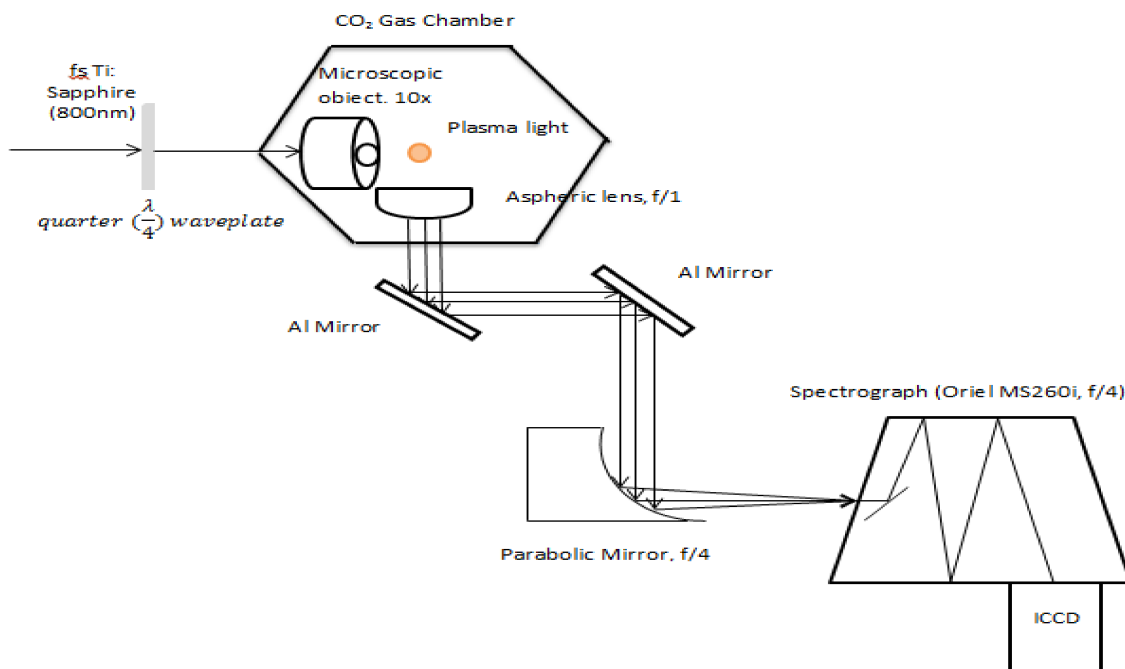 CO₂ Gas Chamber
fs Ti:
Sapphire
(800nm)
Microscopic
obiect. 10x
Plasma light
Aspheric lens, f/1
quarter (λ/4) waveplate
Al Mirror
Al Mirror
Spectrograph (Oriel MS260i, f/4)
Parabolic Mirror, f/4
ICCD